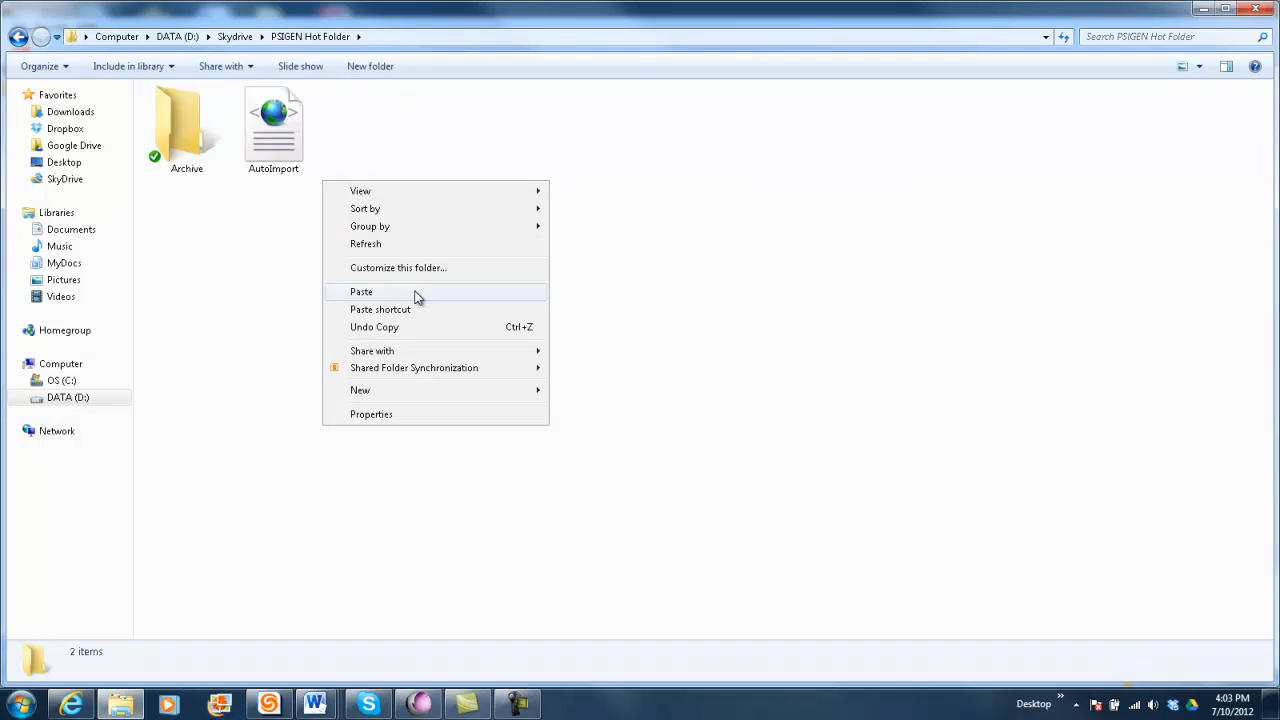 Computer ▸ DATA (D:) ▸ Skydrive ▸ PSIGEN Hot Folder ▸
Search PSIGEN Hot Folder
Organize Include in library Share with Slide show New folder
Favorites
Downloads
Dropbox
Google Drive
Desktop
SkyDrive
Libraries
Documents
Music
MyDocs
Pictures
Videos
Homegroup
Computer
OS (C:)
DATA (D:)
Network
Archive
AutoImport
View
Sort by
Group by
Refresh
Customize this folder...
Paste
Paste shortcut
Undo Copy Ctrl+Z
Share with
Shared Folder Synchronization
New
Properties
2 items
Desktop
4:03 PM
7/10/2012